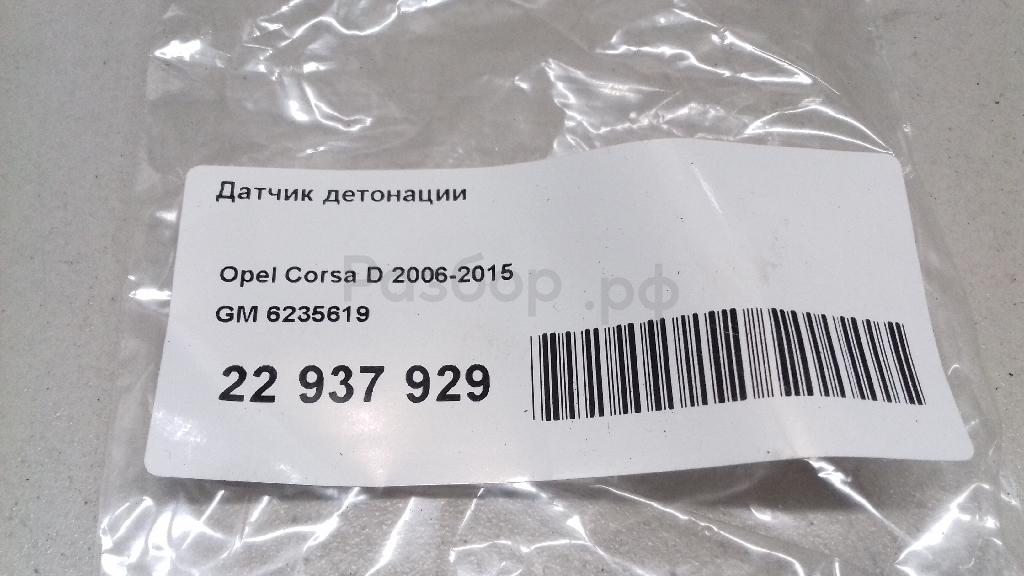 Датчик детонации
Opel Corsa D 2006-2015
Разбор.рф
GM 6235619
22 937 929